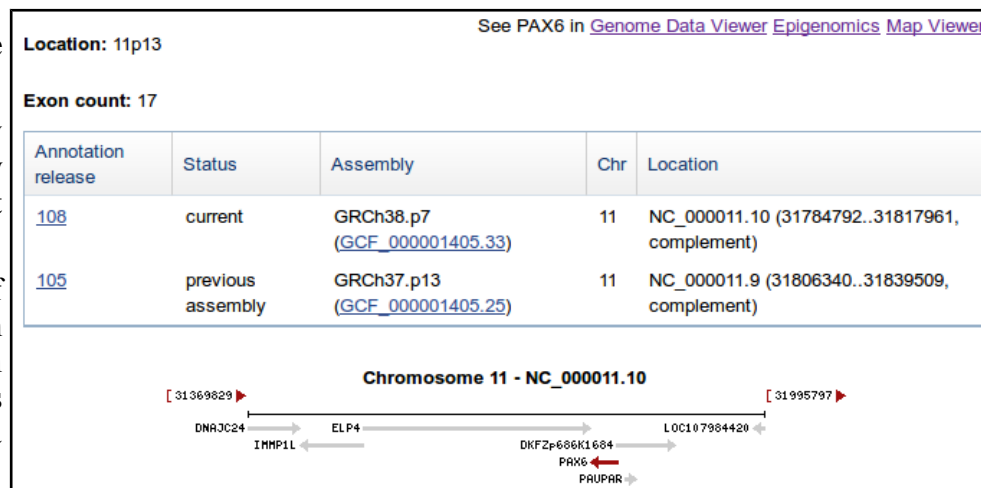 See PAX6 in Genome Data Viewer Epigenomics Map Viewer
Location: 11p13
Exon count: 17
Annotation release Status Assembly Chr Location
108 current GRCh38.p7 (GCF_000001405.33) 11 NC_000011.10 (31784792..31817961, complement)
105 previous assembly GRCh37.p13 (GCF_000001405.25) 11 NC_000011.9 (31806340..31839509, complement)
Chromosome 11 - NC_000011.10
[ 31369829 [ 31995797
DNAJC24 ELP4 LOC107984420
IMMP1L DKFZp686K1684
PAX6
PAUPAR